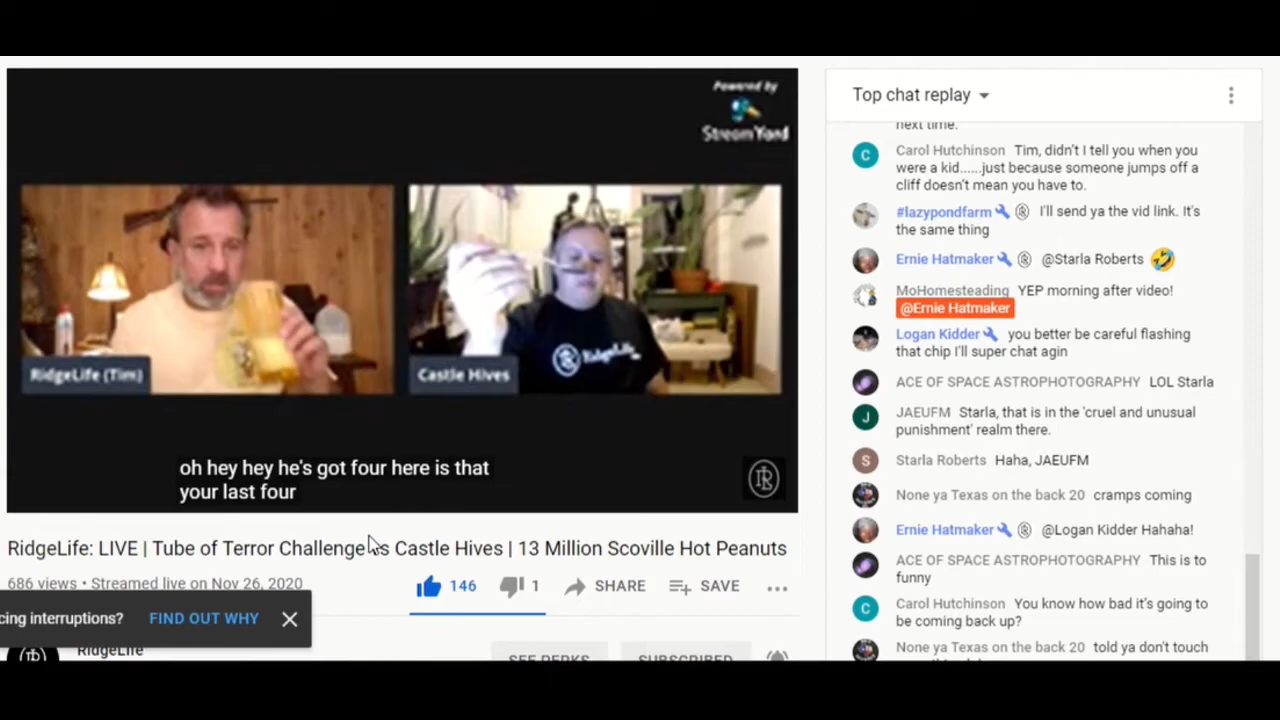 Powered by
StreamYard
RidgeLife (Tim)
Castle Hives
RidgeLife
oh hey hey he's got four here is that
your last four
RidgeLife: LIVE | Tube of Terror Challenge vs Castle Hives | 13 Million Scoville Hot Peanuts
686 views • Streamed live on Nov 26, 2020
146
1
SHARE
SAVE
cing interruptions?
FIND OUT WHY
RidgeLife
SEE PERKS
SUBSCRIBED
Top chat replay
next time.
C
Carol Hutchinson Tim, didn't I tell you when you
were a kid......just because someone jumps off a
cliff doesn't mean you have to.
#lazypondfarm I'll send ya the vid link. It's
the same thing
Ernie Hatmaker @Starla Roberts 🤣
MoHomesteading YEP morning after video!
@Ernie Hatmaker
Logan Kidder you better be careful flashing
that chip I'll super chat agin
ACE OF SPACE ASTROPHOTOGRAPHY LOL Starla
J
JAEUFM Starla, that is in the 'cruel and unusual
punishment' realm there.
S
Starla Roberts Haha, JAEUFM
None ya Texas on the back 20 cramps coming
Ernie Hatmaker @Logan Kidder Hahaha!
ACE OF SPACE ASTROPHOTOGRAPHY This is to
funny
C
Carol Hutchinson You know how bad it's going to
be coming back up?
None ya Texas on the back 20 told ya don't touch